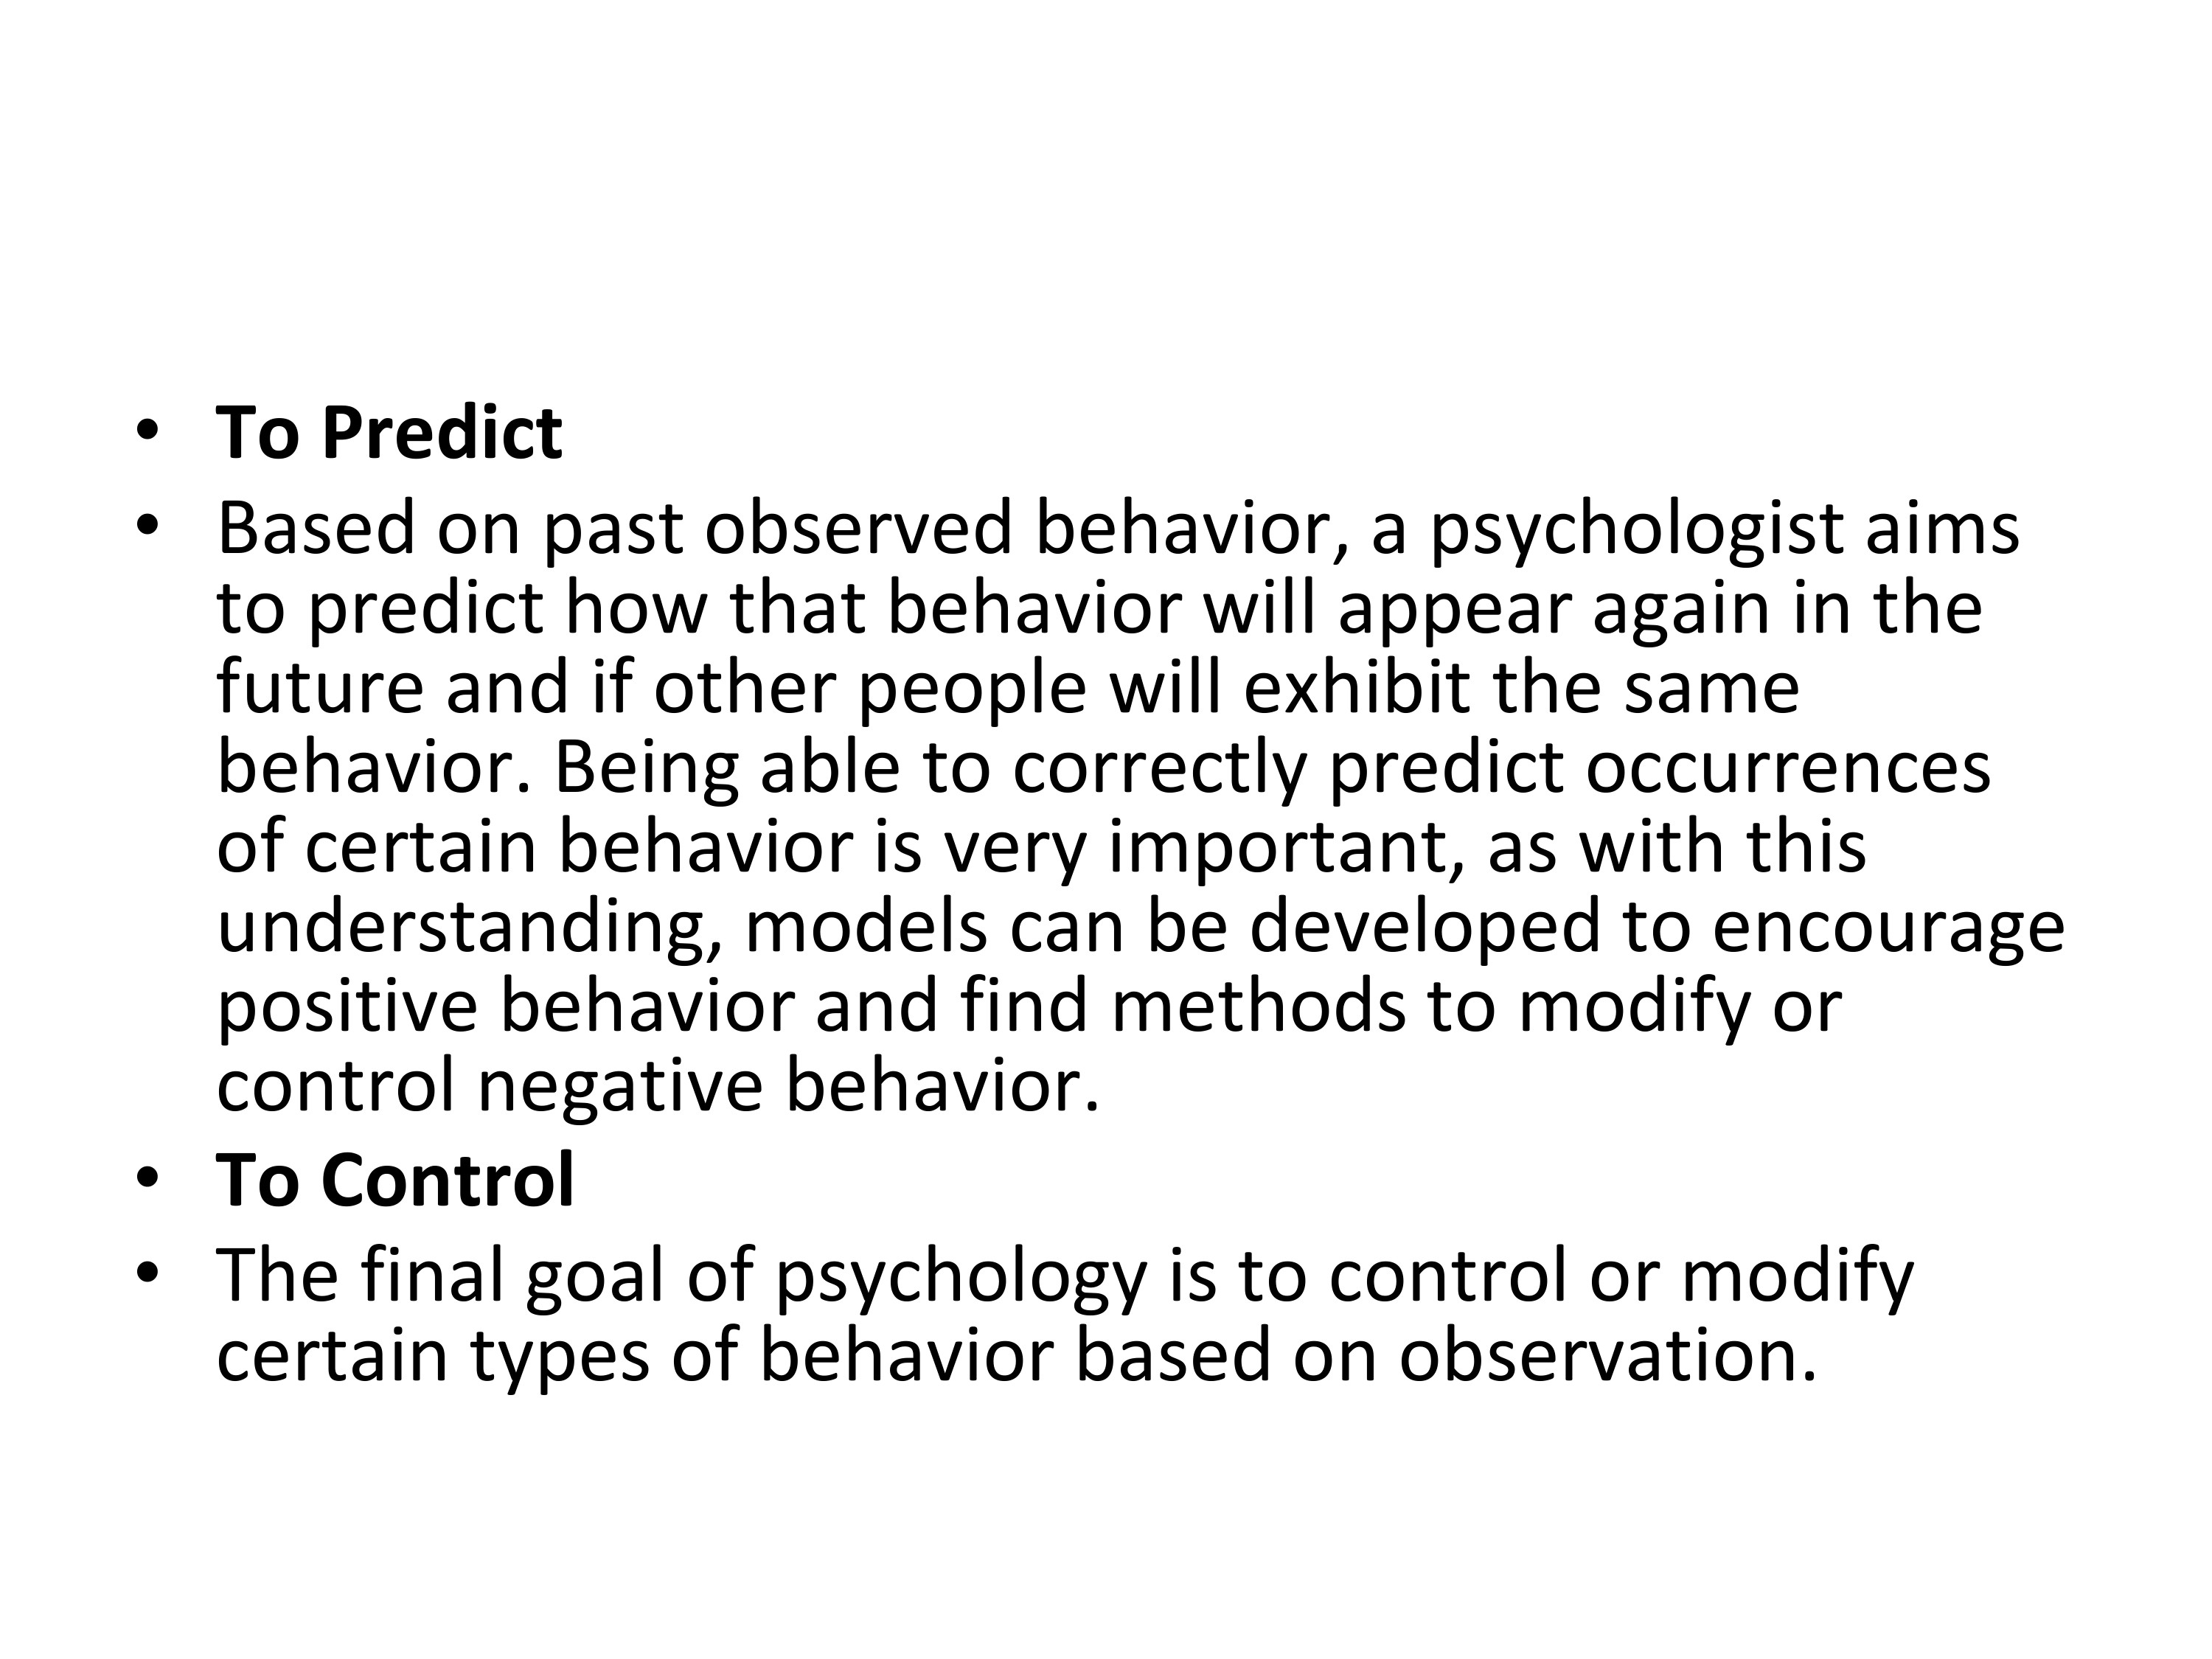 • To Predict
• Based on past observed behavior, a psychologist aims
to predict how that behavior will appear again in the
future and if other people will exhibit the same
behavior. Being able to correctly predict occurrences
of certain behavior is very important, as with this
understanding, models can be developed to encourage
positive behavior and find methods to modify or
control negative behavior.
• To Control
• The final goal of psychology is to control or modify
certain types of behavior based on observation.